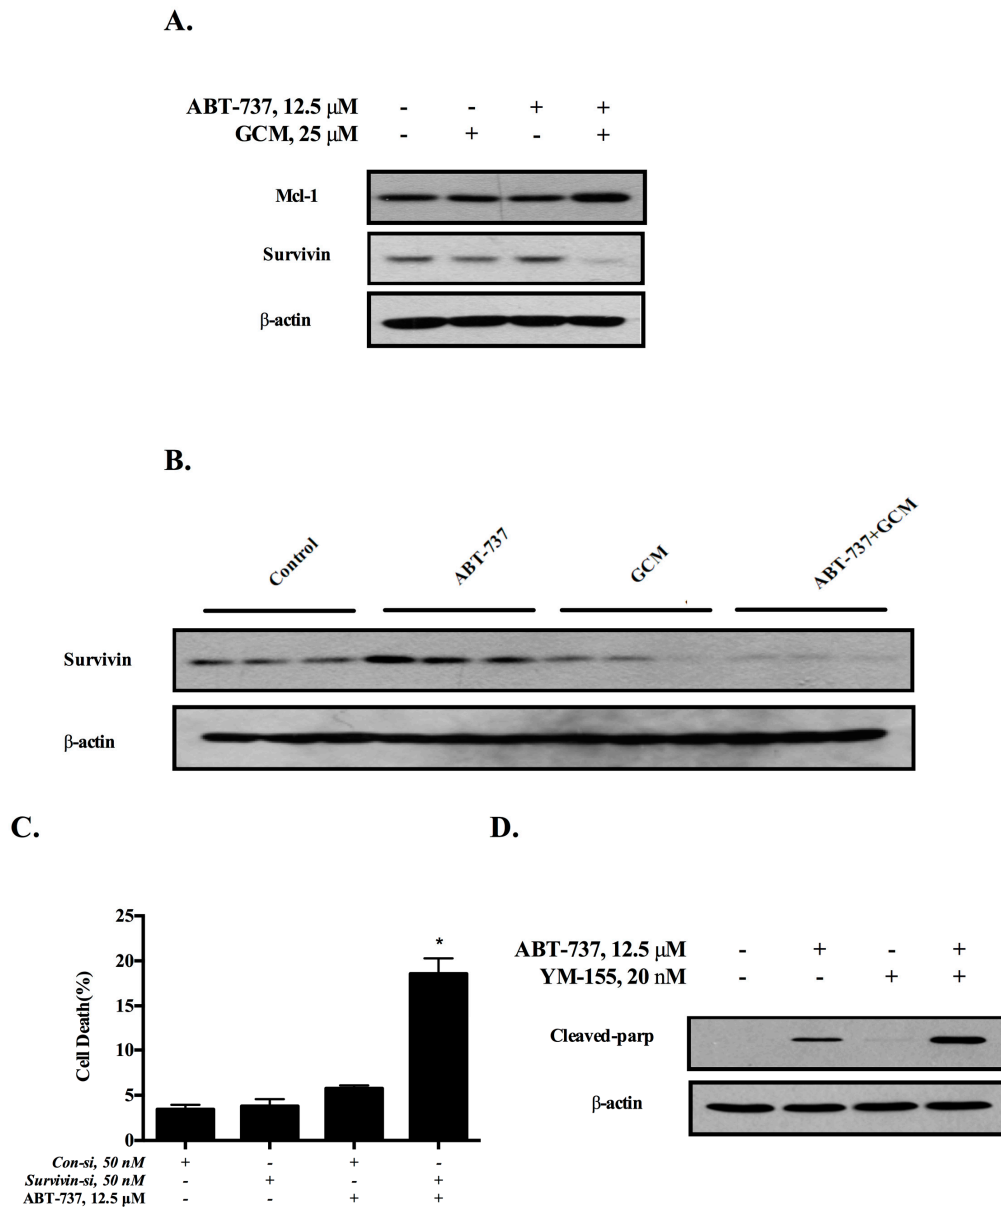 A.
ABT-737, 12.5 μM - - + +
GCM, 25 μM - + - +
Mcl-1
Survivin
β-actin
B.
Control ABT-737 GCM ABT-737+GCM
Survivin
β-actin
C.
Cell Death(%)
25
20
15
10
5
0
*
Con-si, 50 nM + - + -
Survivin-si, 50 nM - + - +
ABT-737, 12.5 μM - - + +
D.
ABT-737, 12.5 μM - + - +
YM-155, 20 nM - - + +
Cleaved-parp
β-actin